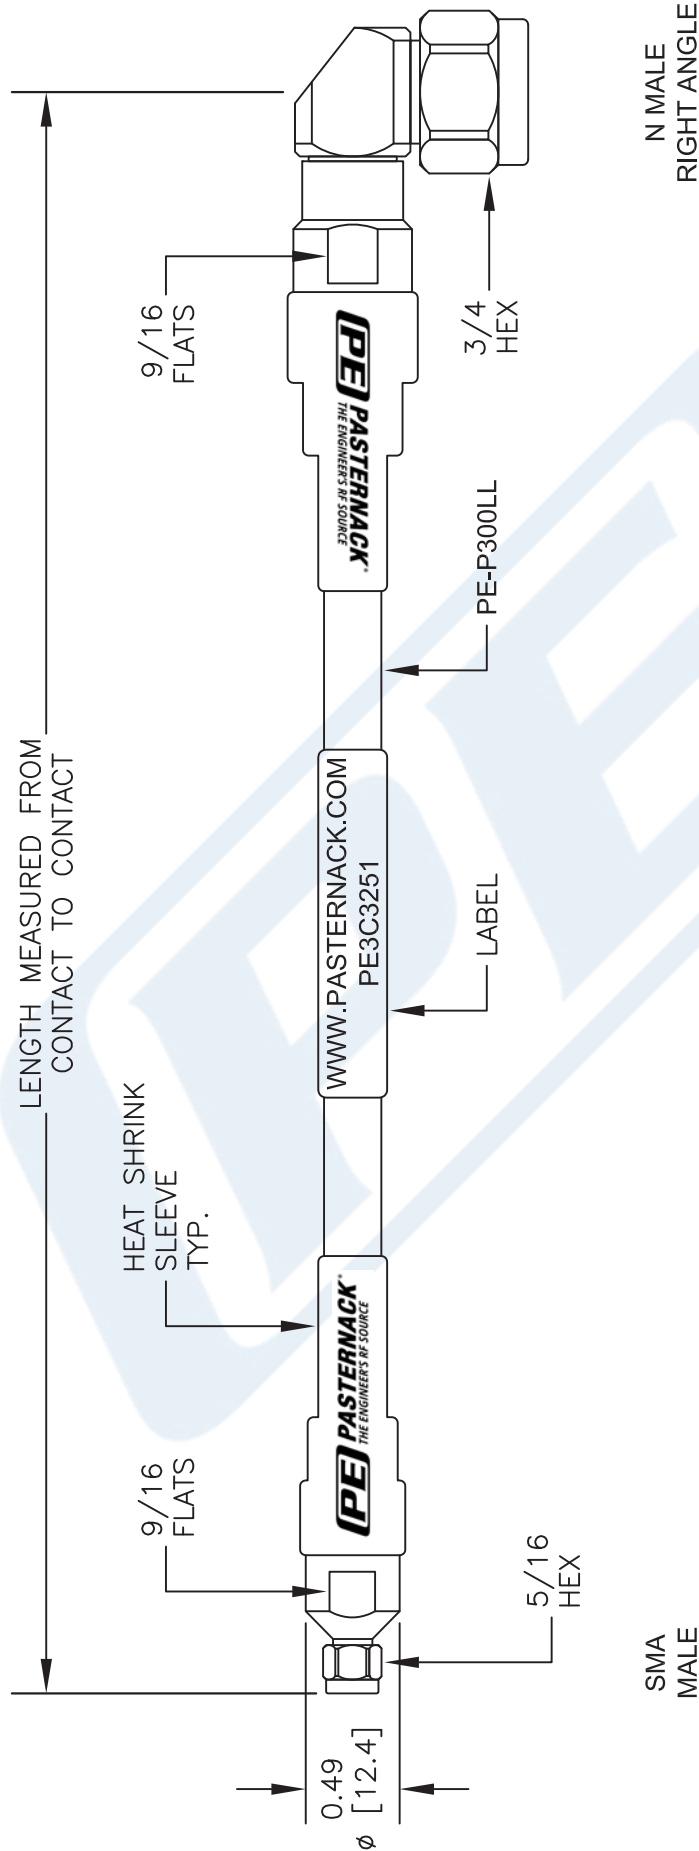 LENGTH MEASURED FROM
CONTACT TO CONTACT
9/16
FLATS
HEAT SHRINK
SLEEVE
TYP.
9/16
FLATS
0.49
⌀ [12.4]
PE PASTERNACK®
THE ENGINEER'S RF SOURCE
WWW.PASTERNACK.COM
PE3C3251
PE PASTERNACK®
THE ENGINEER'S RF SOURCE
5/16
HEX
LABEL
PE-P300LL
3/4
HEX
SMA
MALE
N MALE
RIGHT ANGLE
PE